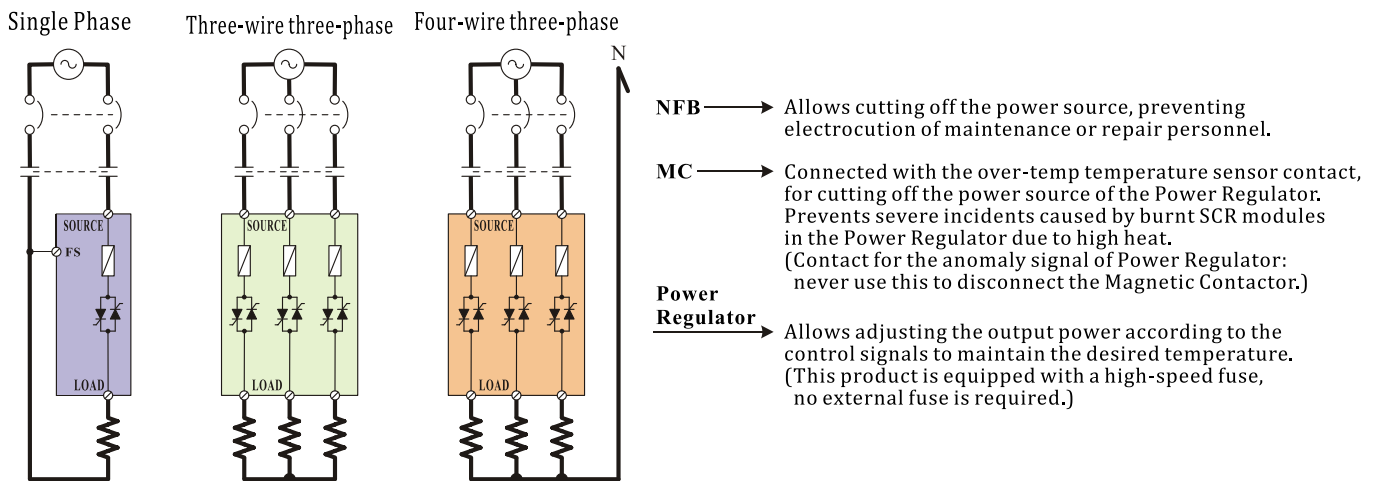 Single Phase
Three-wire three-phase
Four-wire three-phase
N
SOURCE
FS
LOAD
SOURCE
LOAD
SOURCE
LOAD
NFB
Allows cutting off the power source, preventing
electrocution of maintenance or repair personnel.
MC
Connected with the over-temp temperature sensor contact,
for cutting off the power source of the Power Regulator.
Prevents severe incidents caused by burnt SCR modules
in the Power Regulator due to high heat.
(Contact for the anomaly signal of Power Regulator:
never use this to disconnect the Magnetic Contactor.)
Power
Regulator
Allows adjusting the output power according to the
control signals to maintain the desired temperature.
(This product is equipped with a high-speed fuse,
no external fuse is required.)